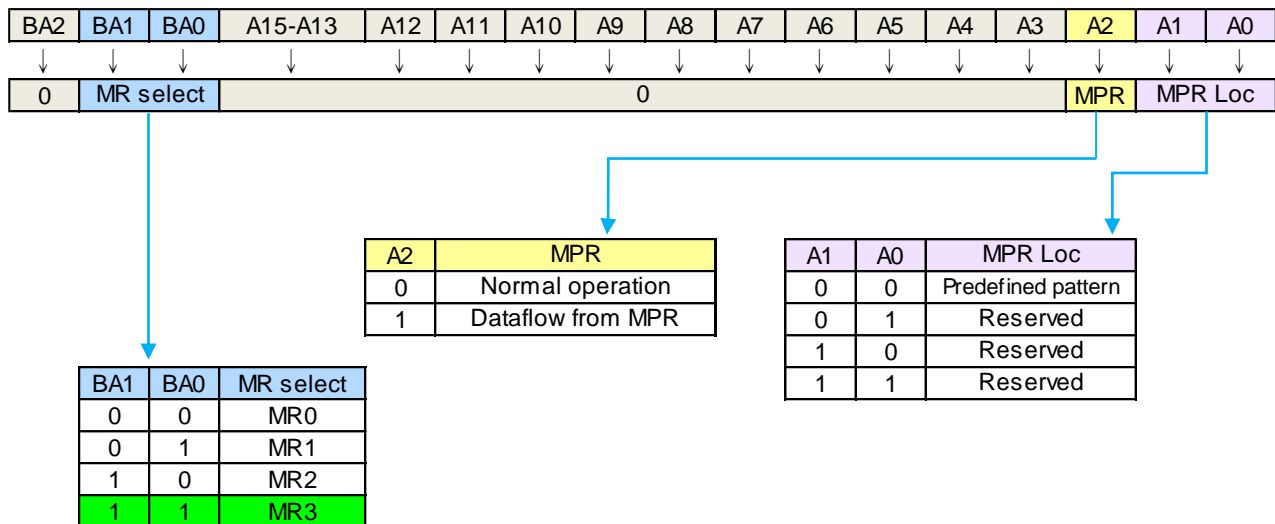 BA2 BA1 BA0 A15-A13 A12 A11 A10 A9 A8 A7 A6 A5 A4 A3 A2 A1 A0
0 MR select 0 MPR MPR Loc
A2 MPR
0 Normal operation
1 Dataflow from MPR
A1 A0 MPR Loc
0 0 Predefined pattern
0 1 Reserved
1 0 Reserved
1 1 Reserved
BA1 BA0 MR select
0 0 MR0
0 1 MR1
1 0 MR2
1 1 MR3